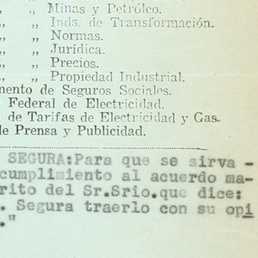 „ „ Minas y Petróleo.
„ „ Inds. de Transformación.
„ „ Normas.
„ „ Jurídica.
„ „ Precios.
„ „ Propiedad Industrial.
mento de Seguros Sociales.
Federal de Electricidad.
de Tarifas de Electricidad y Gas.
de Prensa y Publicidad.
SEGURA:Para que se sirva -
cumplimiento al acuerdo ma-
rito del Sr.Srio.que dice:
. Segura traerlo con su opi
."